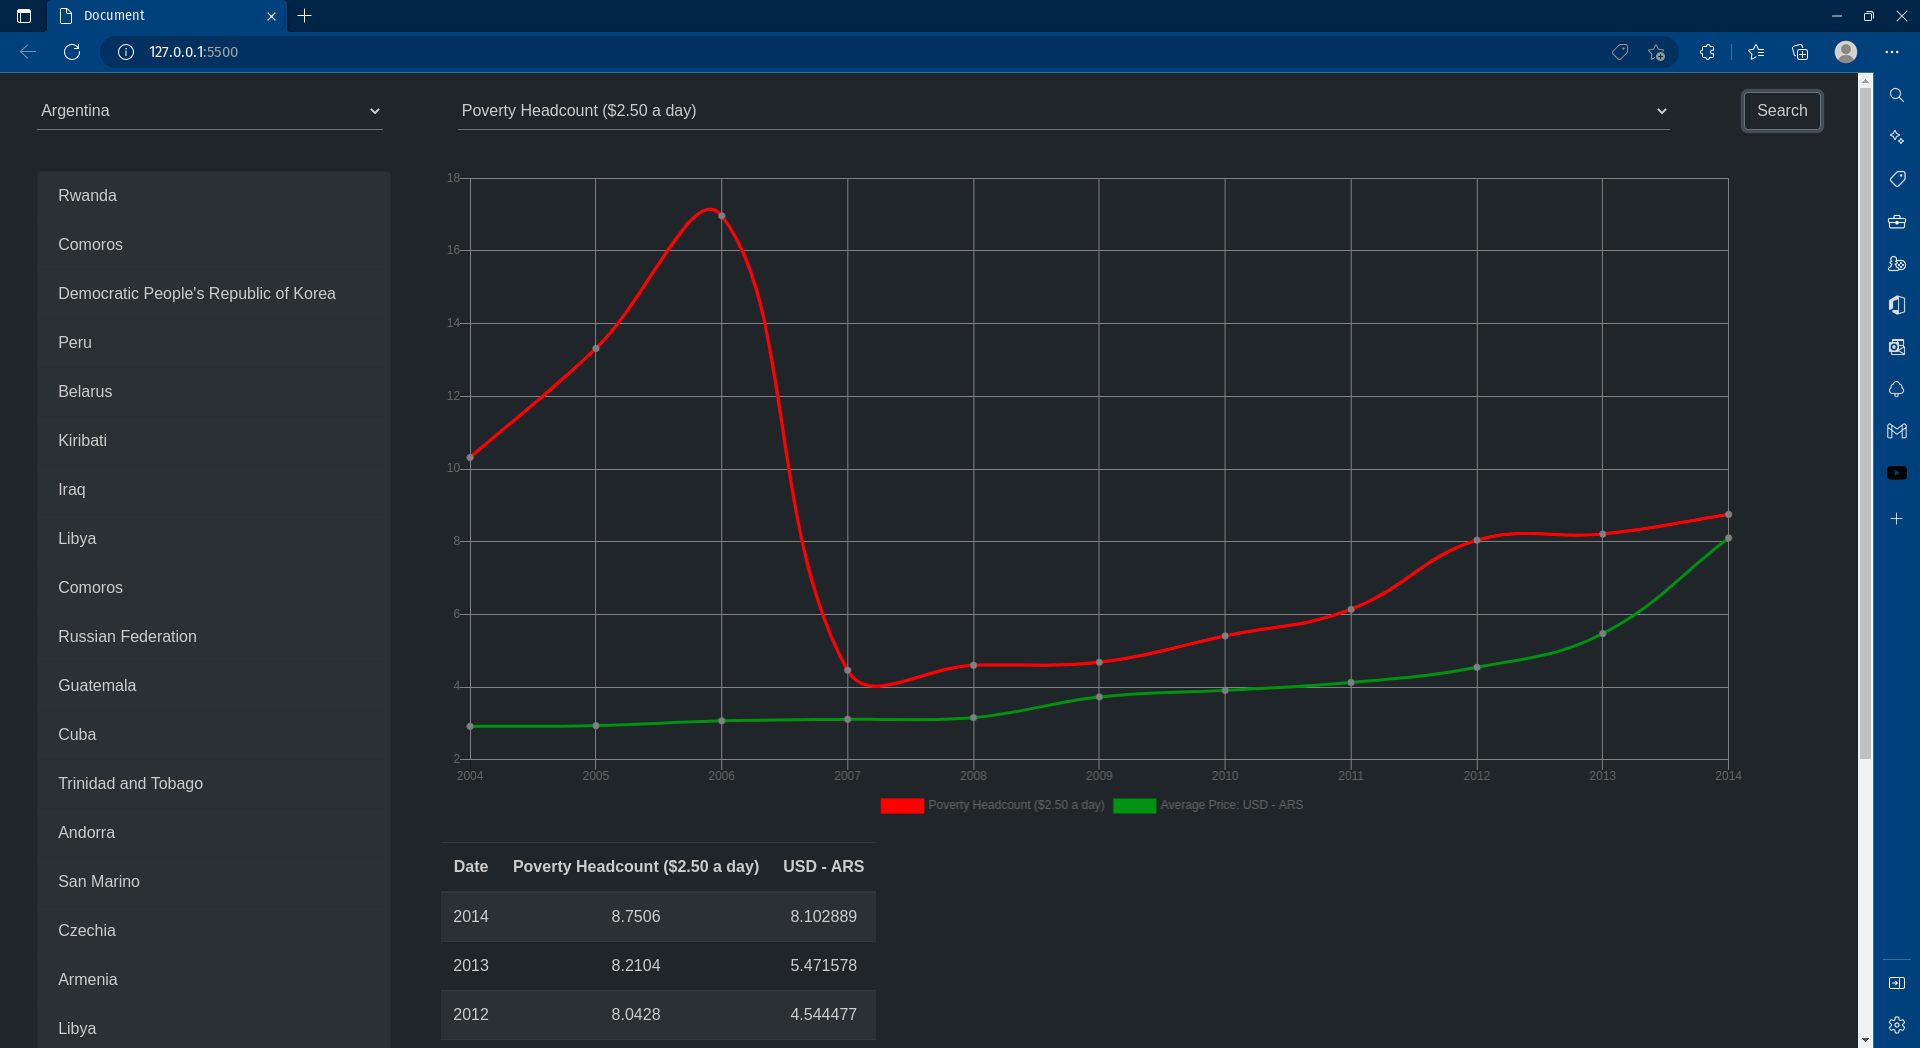 Document
127.0.0.1:5500
Argentina
Poverty Headcount ($2.50 a day)
Search
Rwanda
Comoros
Democratic People's Republic of Korea
Peru
Belarus
Kiribati
Iraq
Libya
Comoros
Russian Federation
Guatemala
Cuba
Trinidad and Tobago
Andorra
San Marino
Czechia
Armenia
Libya
18
16
14
12
10
8
6
4
2
2004 2005 2006 2007 2008 2009 2010 2011 2012 2013 2014
Poverty Headcount ($2.50 a day) Average Price: USD - ARS
Date Poverty Headcount ($2.50 a day) USD - ARS
2014 8.7506 8.102889
2013 8.2104 5.471578
2012 8.0428 4.544477